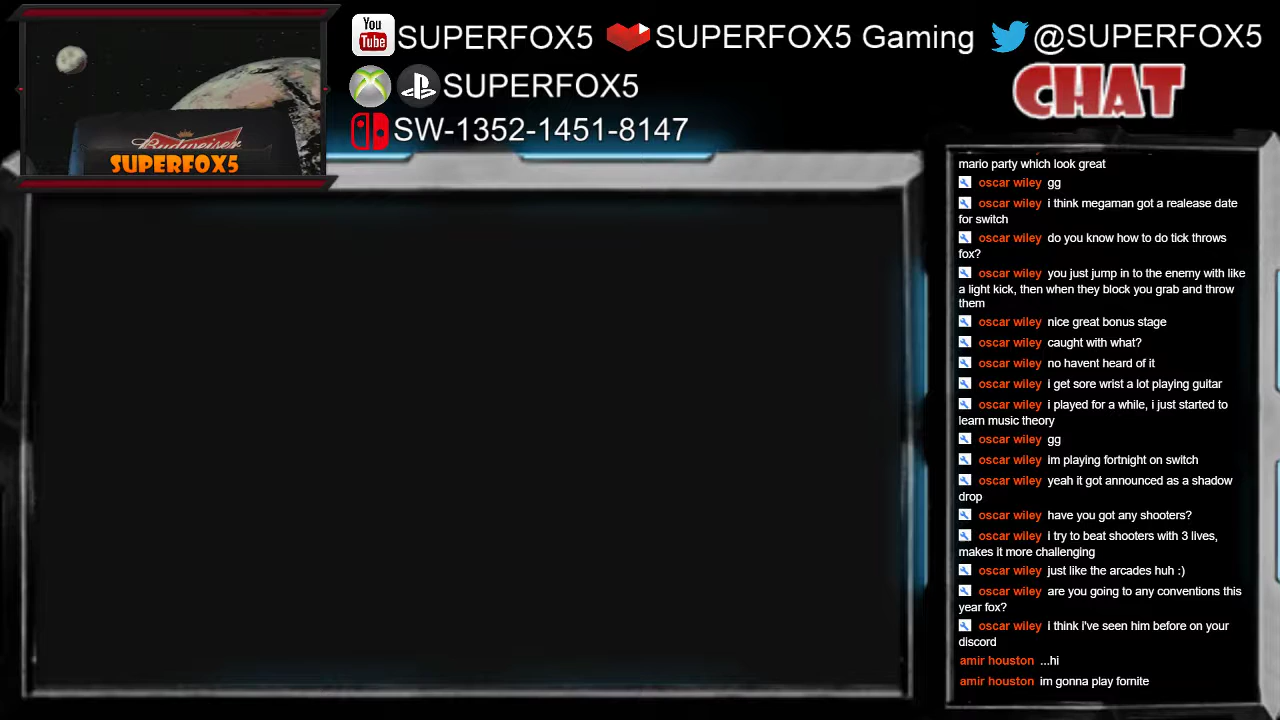 You
Tube
SUPERFOX5
SUPERFOX5 Gaming
@SUPERFOX5
SUPERFOX5
SW-1352-1451-8147
Budweiser
SUPERFOX5
CHAT
mario party which look great
oscar wiley gg
oscar wiley i think megaman got a realease date
for switch
oscar wiley do you know how to do tick throws
fox?
oscar wiley you just jump in to the enemy with like
a light kick, then when they block you grab and throw
them
oscar wiley nice great bonus stage
oscar wiley caught with what?
oscar wiley no havent heard of it
oscar wiley i get sore wrist a lot playing guitar
oscar wiley i played for a while, i just started to
learn music theory
oscar wiley gg
oscar wiley im playing fortnight on switch
oscar wiley yeah it got announced as a shadow
drop
oscar wiley have you got any shooters?
oscar wiley i try to beat shooters with 3 lives,
makes it more challenging
oscar wiley just like the arcades huh :)
oscar wiley are you going to any conventions this
year fox?
oscar wiley i think i've seen him before on your
discord
amir houston ...hi
amir houston im gonna play fornite